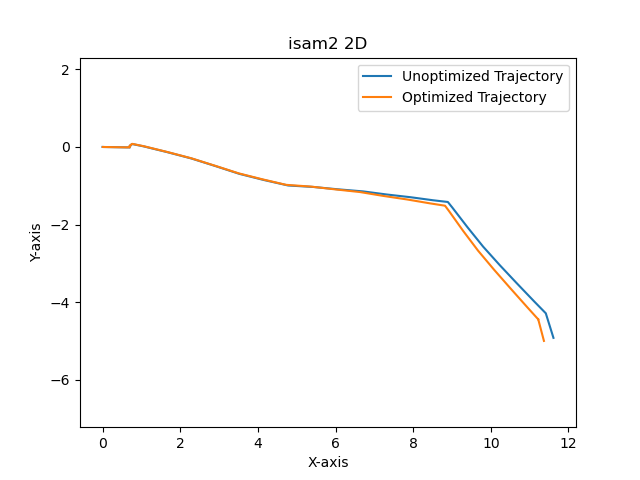 isam2 2D
Unoptimized Trajectory
Optimized Trajectory
2
0
−2
−4
−6
Y-axis
0 2 4 6 8 10 12
X-axis